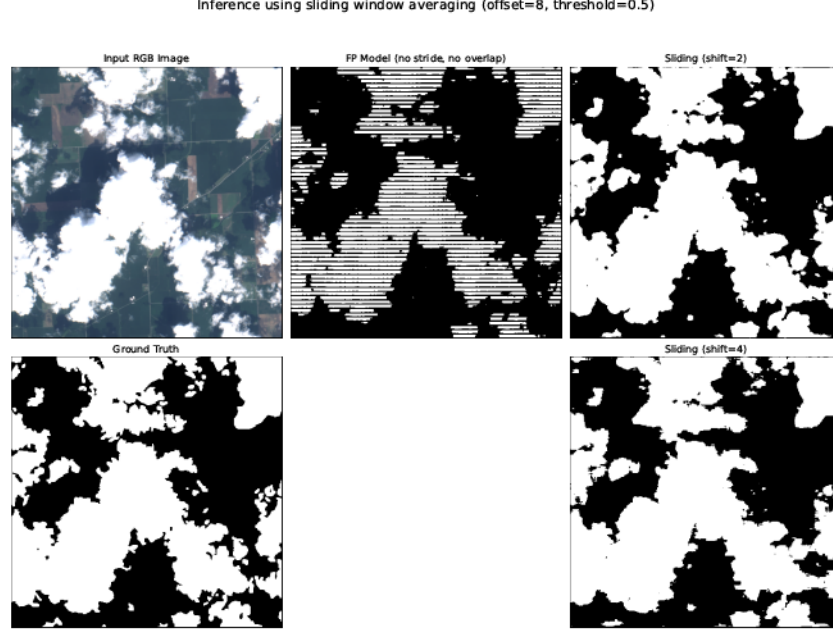 Inference using sliding window averaging (offset=8, threshold=0.5)
Input RGB Image
FP Model (no stride, no overlap)
Sliding (shift=2)
Ground Truth
Sliding (shift=4)